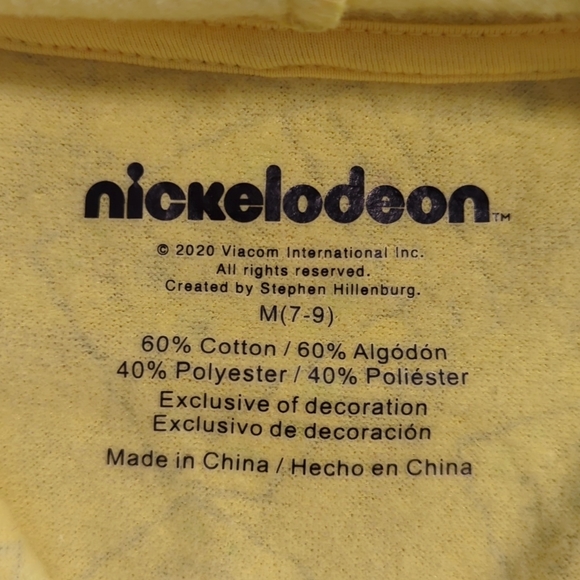 nickelodeon™
© 2020 Viacom International Inc.
All rights reserved.
Created by Stephen Hillenburg.
M(7-9)
60% Cotton / 60% Algódón
40% Polyester / 40% Poliéster
Exclusive of decoration
Exclusivo de decoración
Made in China / Hecho en China